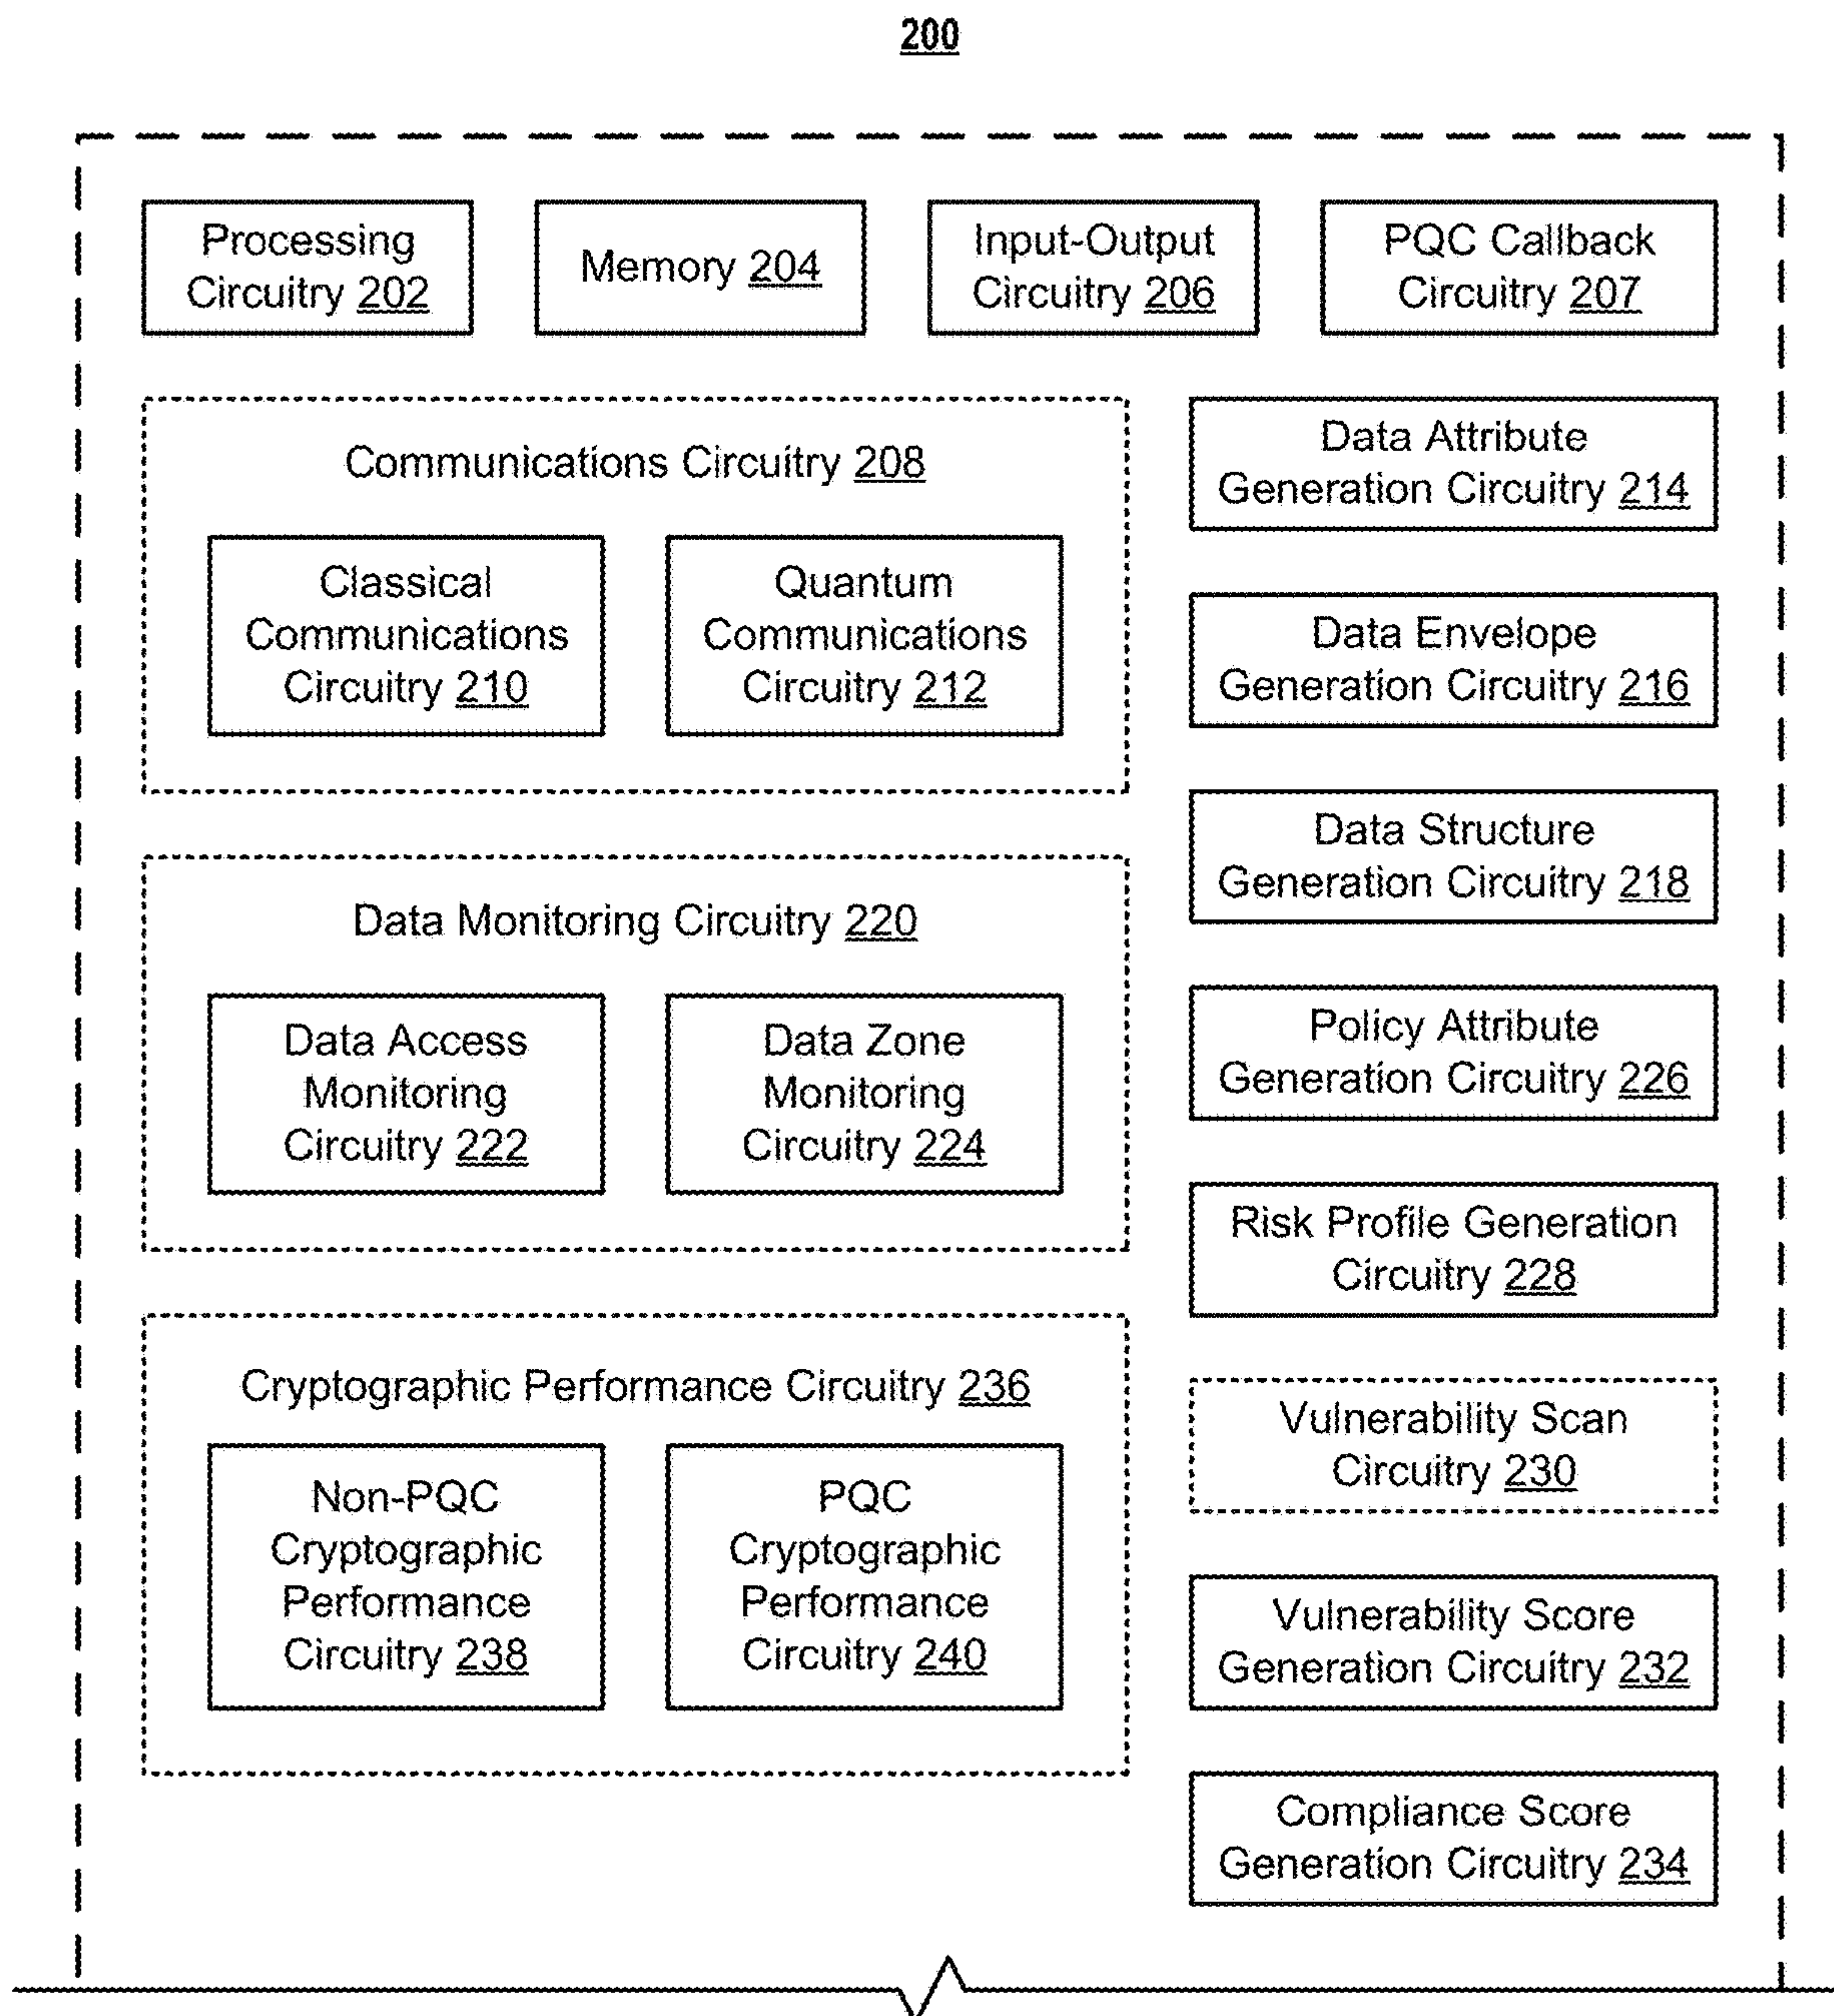 200
Processing
Circuitry 202
Memory 204
Input-Output
Circuitry 206
PQC Callback
Circuitry 207
Communications Circuitry 208
Classical
Communications
Circuitry 210
Quantum
Communications
Circuitry 212
Data Monitoring Circuitry 220
Data Access
Monitoring
Circuitry 222
Data Zone
Monitoring
Circuitry 224
Cryptographic Performance Circuitry 236
Non-PQC
Cryptographic
Performance
Circuitry 238
PQC
Cryptographic
Performance
Circuitry 240
Data Attribute
Generation Circuitry 214
Data Envelope
Generation Circuitry 216
Data Structure
Generation Circuitry 218
Policy Attribute
Generation Circuitry 226
Risk Profile Generation
Circuitry 228
Vulnerability Scan
Circuitry 230
Vulnerability Score
Generation Circuitry 232
Compliance Score
Generation Circuitry 234